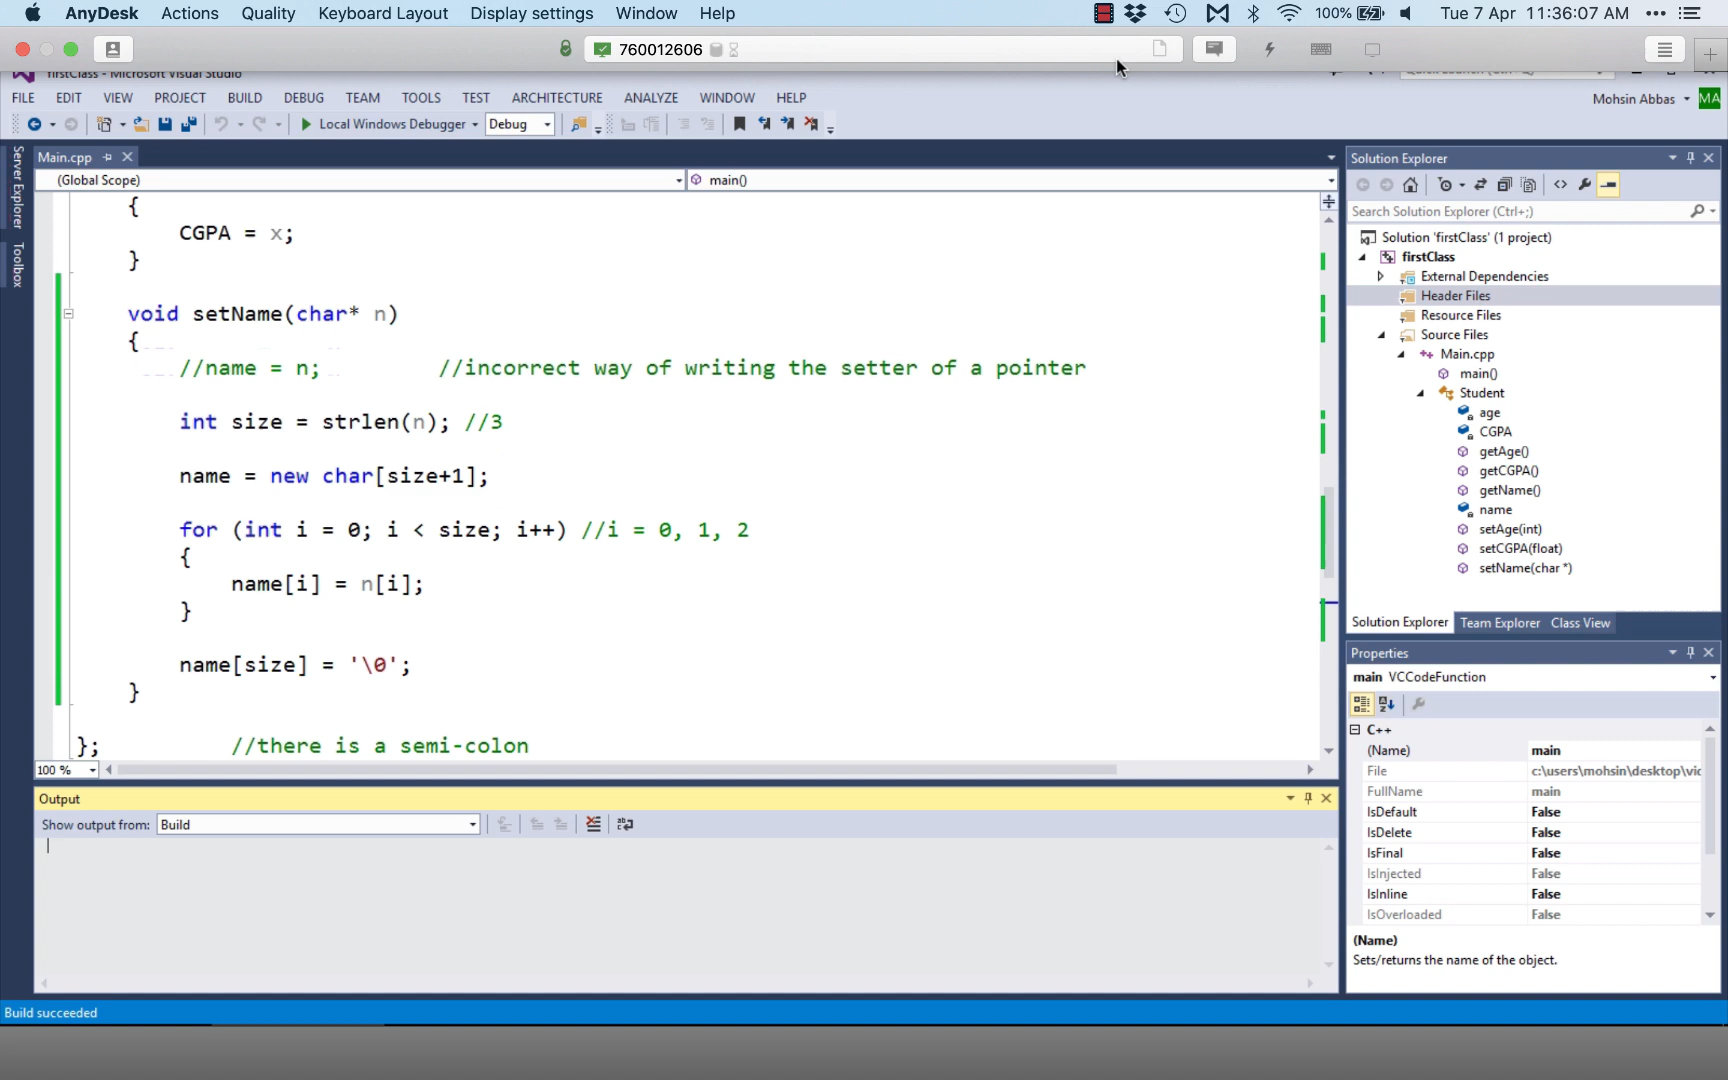 AnyDesk Actions Quality Keyboard Layout Display settings Window Help 100% Tue 7 Apr 11:36:07 AM
760012606
firstClass - Microsoft Visual Studio
FILE EDIT VIEW PROJECT BUILD DEBUG TEAM TOOLS TEST ARCHITECTURE ANALYZE WINDOW HELP Mohsin Abbas MA
Local Windows Debugger Debug
Server Explorer
Toolbox
Main.cpp
(Global Scope) main()
{
CGPA = x;
}
void setName(char* n)
{
//name = n; //incorrect way of writing the setter of a pointer
int size = strlen(n); //3
name = new char[size+1];
for (int i = 0; i < size; i++) //i = 0, 1, 2
{
name[i] = n[i];
}
name[size] = '\0';
}
}; //there is a semi-colon
100 %
Output
Show output from: Build
Build succeeded
Solution Explorer
Search Solution Explorer (Ctrl+;)
Solution 'firstClass' (1 project)
firstClass
External Dependencies
Header Files
Resource Files
Source Files
Main.cpp
main()
Student
age
CGPA
getAge()
getCGPA()
getName()
name
setAge(int)
setCGPA(float)
setName(char *)
Solution Explorer Team Explorer Class View
Properties
main VCCodeFunction
C++
(Name) main
File c:\users\mohsin\desktop\vic
FullName main
IsDefault False
IsDelete False
IsFinal False
IsInjected False
IsInline False
IsOverloaded False
(Name)
Sets/returns the name of the object.